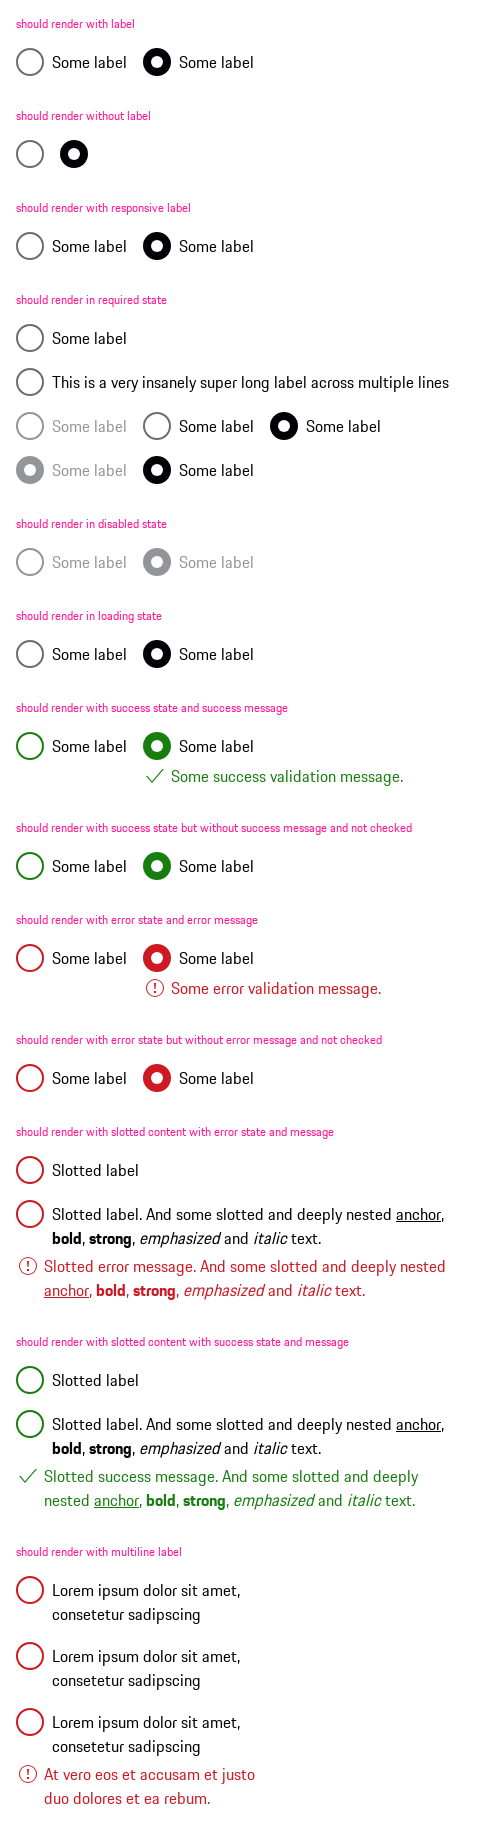 should render with label
Some label Some label
should render without label
should render with responsive label
Some label Some label
should render in required state
Some label
This is a very insanely super long label across multiple lines
Some label Some label Some label
Some label Some label
should render in disabled state
Some label Some label
should render in loading state
Some label Some label
should render with success state and success message
Some label Some label
Some success validation message.
should render with success state but without success message and not checked
Some label Some label
should render with error state and error message
Some label Some label
Some error validation message.
should render with error state but without error message and not checked
Some label Some label
should render with slotted content with error state and message
Slotted label
Slotted label. And some slotted and deeply nested anchor,
bold, strong, emphasized and italic text.
Slotted error message. And some slotted and deeply nested
anchor, bold, strong, emphasized and italic text.
should render with slotted content with success state and message
Slotted label
Slotted label. And some slotted and deeply nested anchor,
bold, strong, emphasized and italic text.
Slotted success message. And some slotted and deeply
nested anchor, bold, strong, emphasized and italic text.
should render with multiline label
Lorem ipsum dolor sit amet,
consetetur sadipscing
Lorem ipsum dolor sit amet,
consetetur sadipscing
Lorem ipsum dolor sit amet,
consetetur sadipscing
At vero eos et accusam et justo
duo dolores et ea rebum.